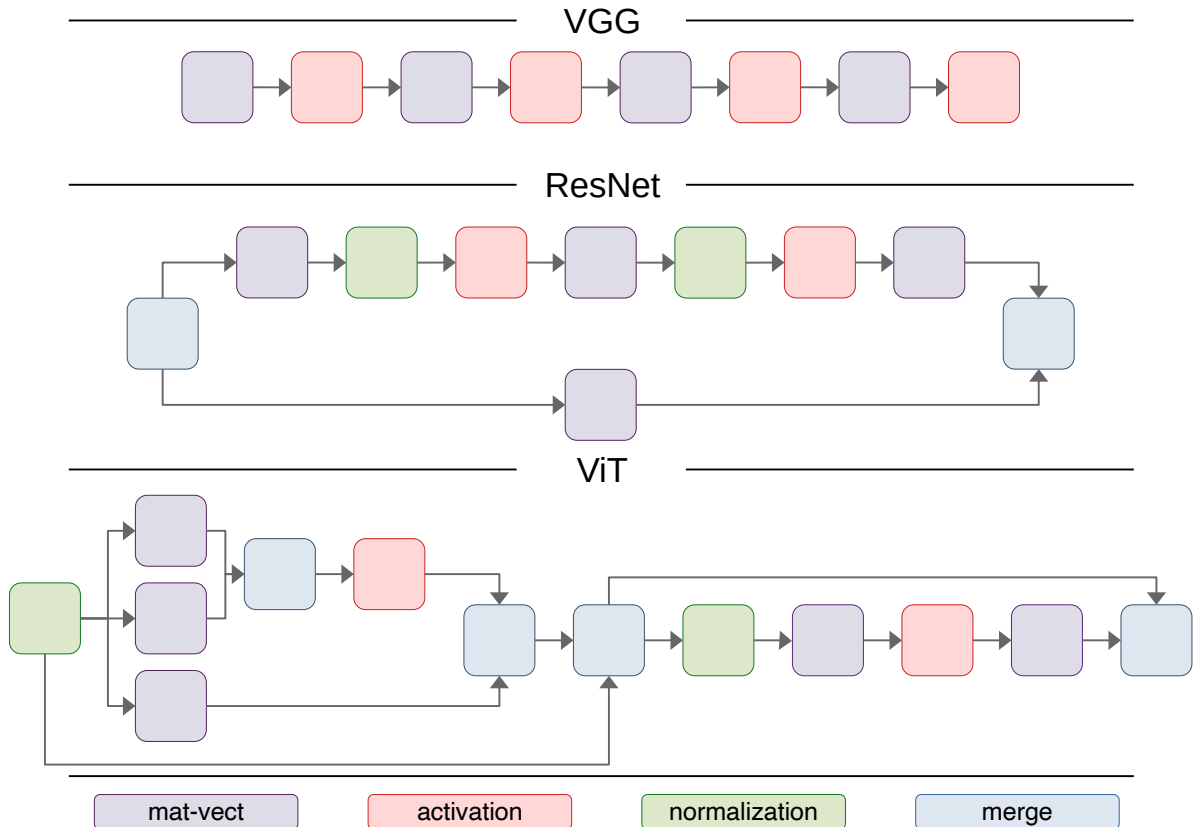 VGG
ResNet
ViT
mat-vect
activation
normalization
merge